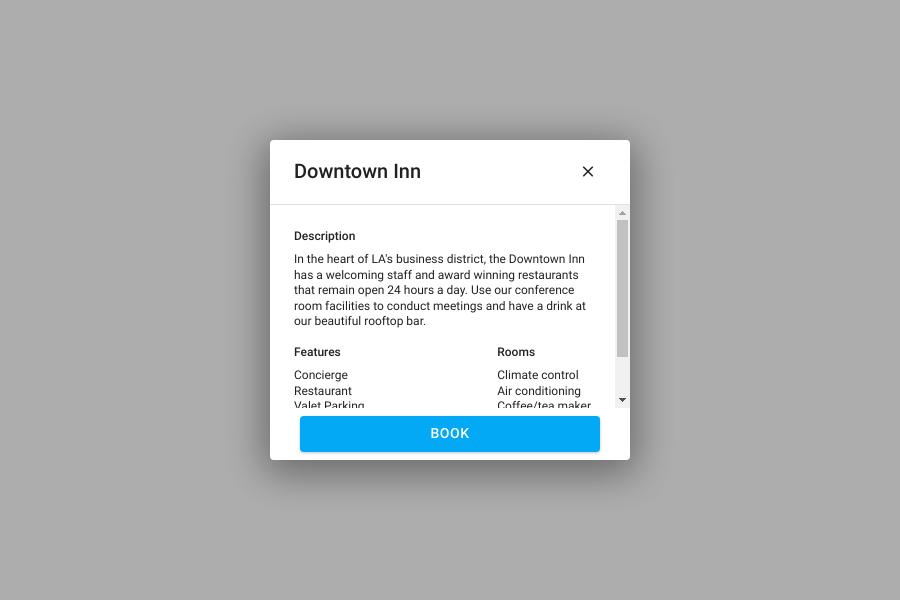 Downtown Inn
Description
In the heart of LA's business district, the Downtown Inn
has a welcoming staff and award winning restaurants
that remain open 24 hours a day. Use our conference
room facilities to conduct meetings and have a drink at
our beautiful rooftop bar.
Features
Concierge
Restaurant
Valet Parking
Rooms
Climate control
Air conditioning
Coffee/tea maker
BOOK